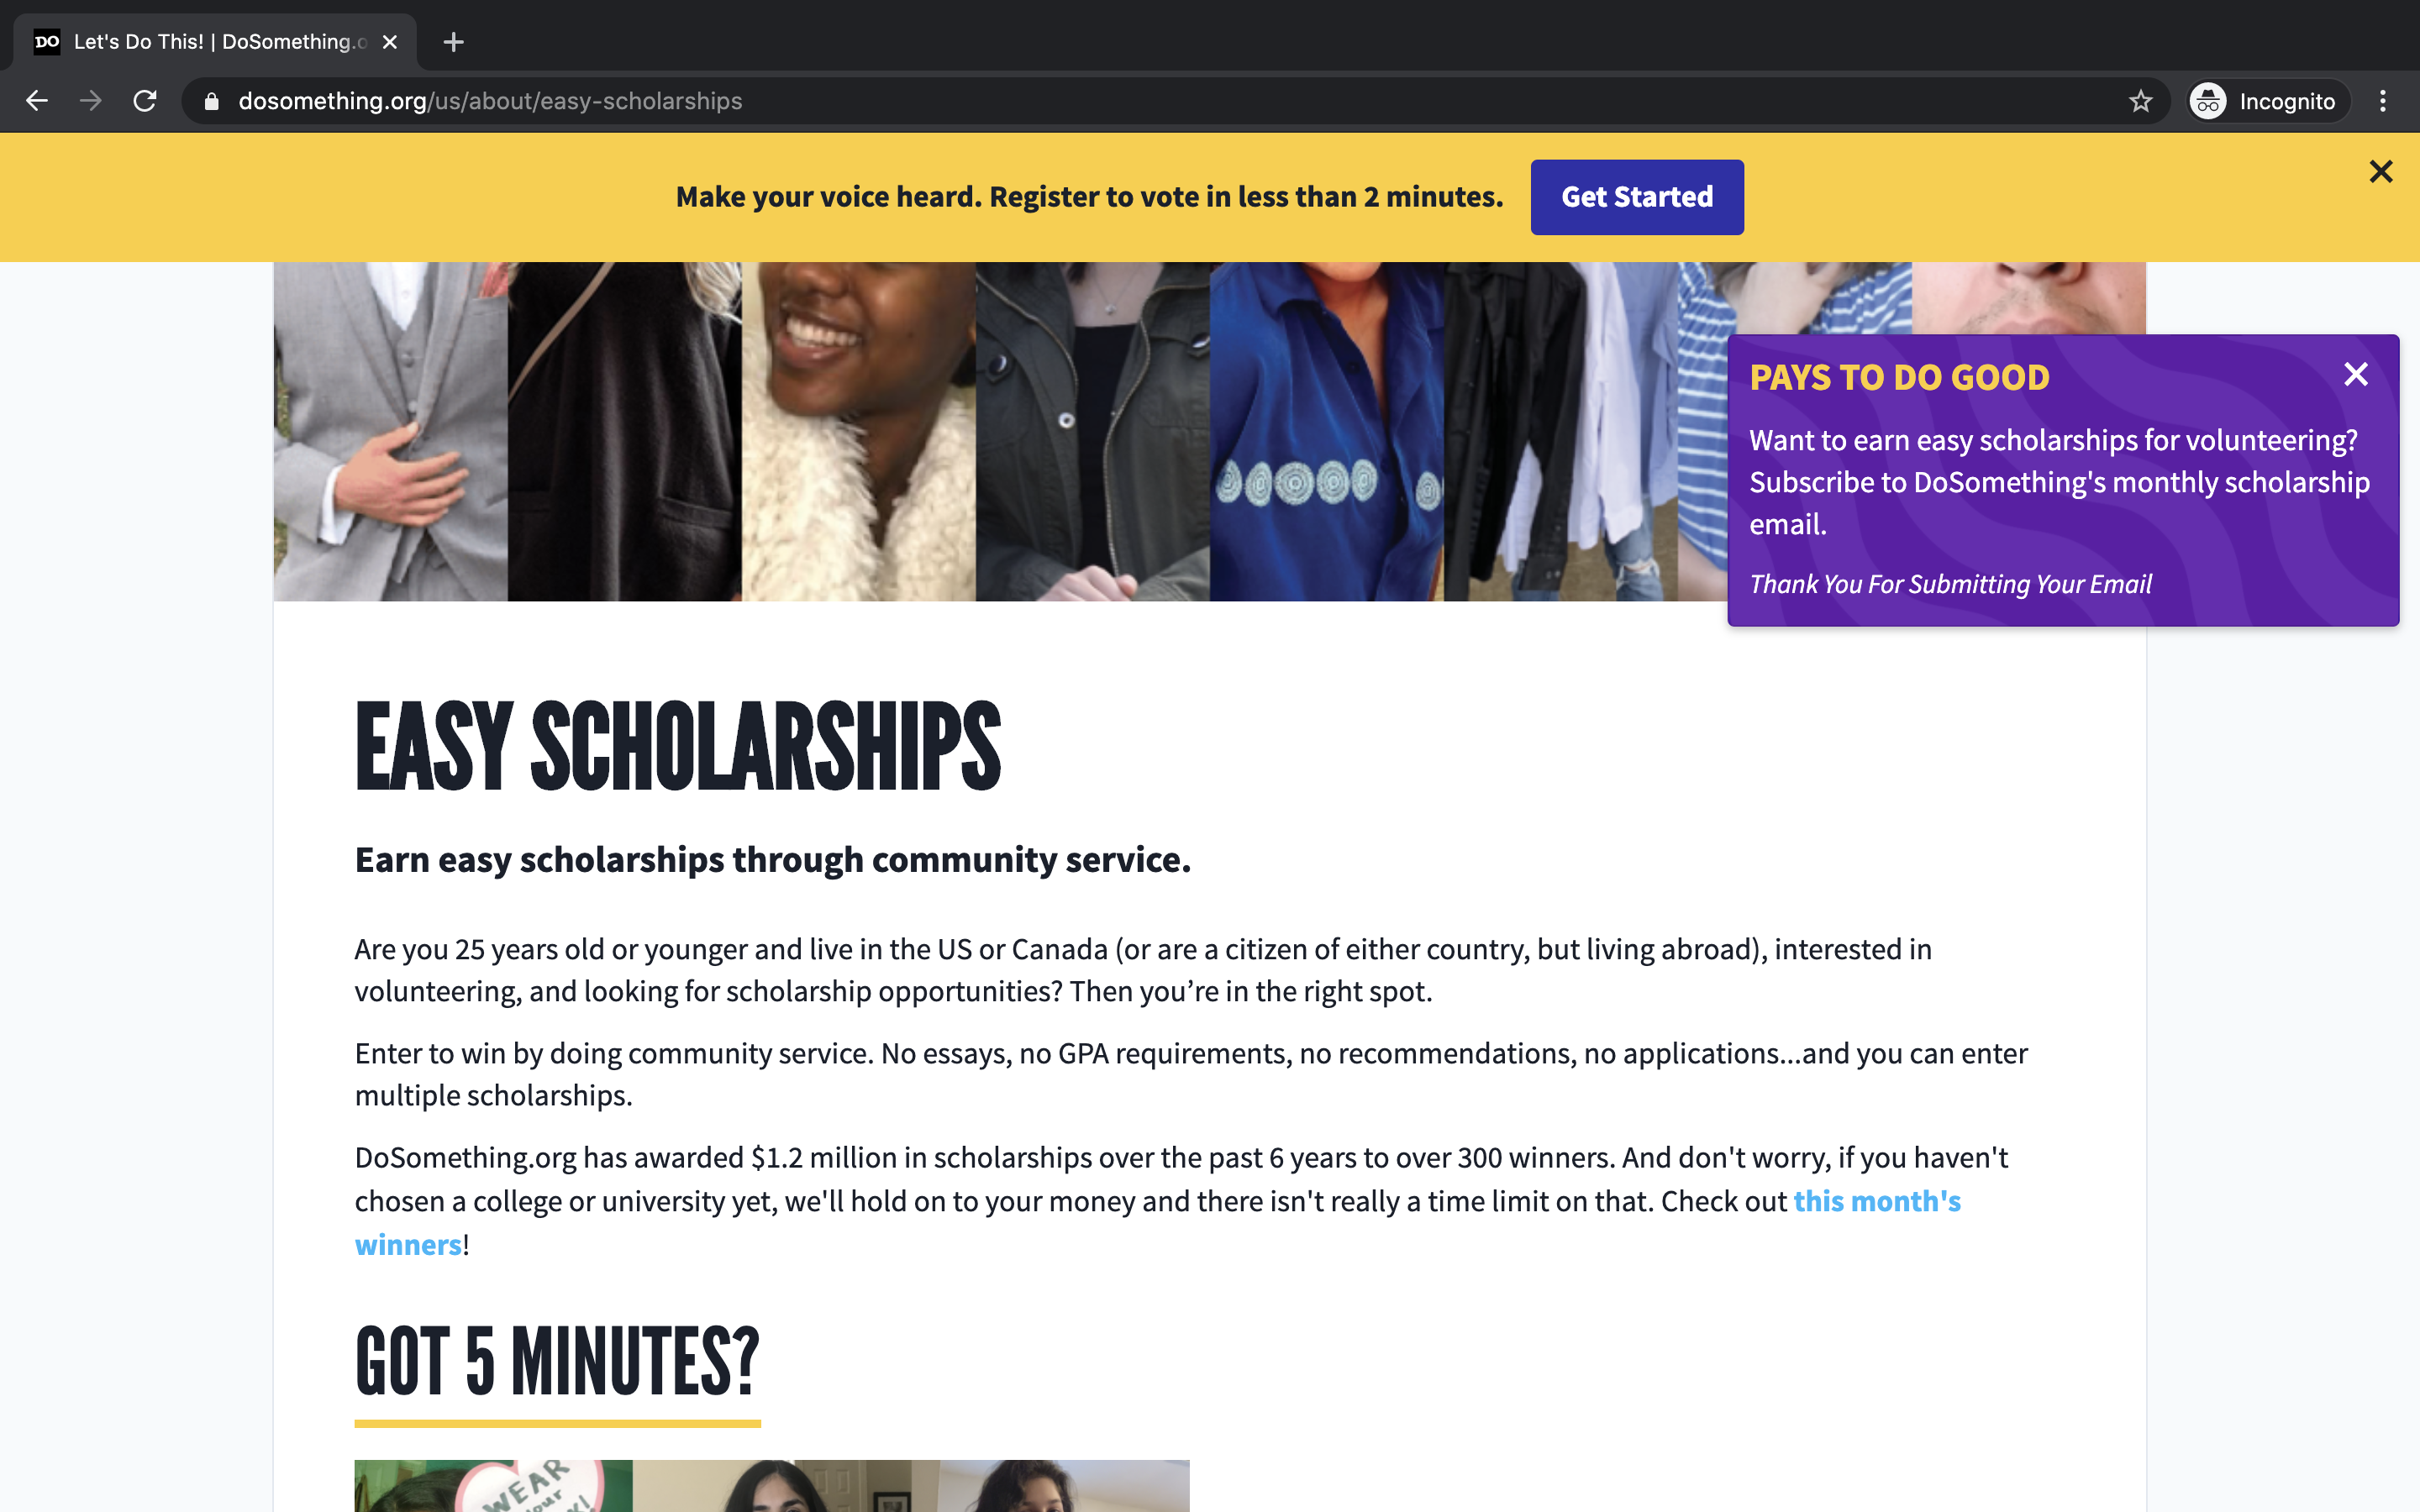 DO Let's Do This! | DoSomething.o
dosomething.org/us/about/easy-scholarships
Incognito
Make your voice heard. Register to vote in less than 2 minutes.
Get Started
PAYS TO DO GOOD
Want to earn easy scholarships for volunteering?
Subscribe to DoSomething's monthly scholarship
email.
Thank You For Submitting Your Email
EASY SCHOLARSHIPS
Earn easy scholarships through community service.
Are you 25 years old or younger and live in the US or Canada (or are a citizen of either country, but living abroad), interested in
volunteering, and looking for scholarship opportunities? Then you’re in the right spot.
Enter to win by doing community service. No essays, no GPA requirements, no recommendations, no applications...and you can enter
multiple scholarships.
DoSomething.org has awarded $1.2 million in scholarships over the past 6 years to over 300 winners. And don't worry, if you haven't
chosen a college or university yet, we'll hold on to your money and there isn't really a time limit on that. Check out this month's
winners!
GOT 5 MINUTES?
WEAR
your